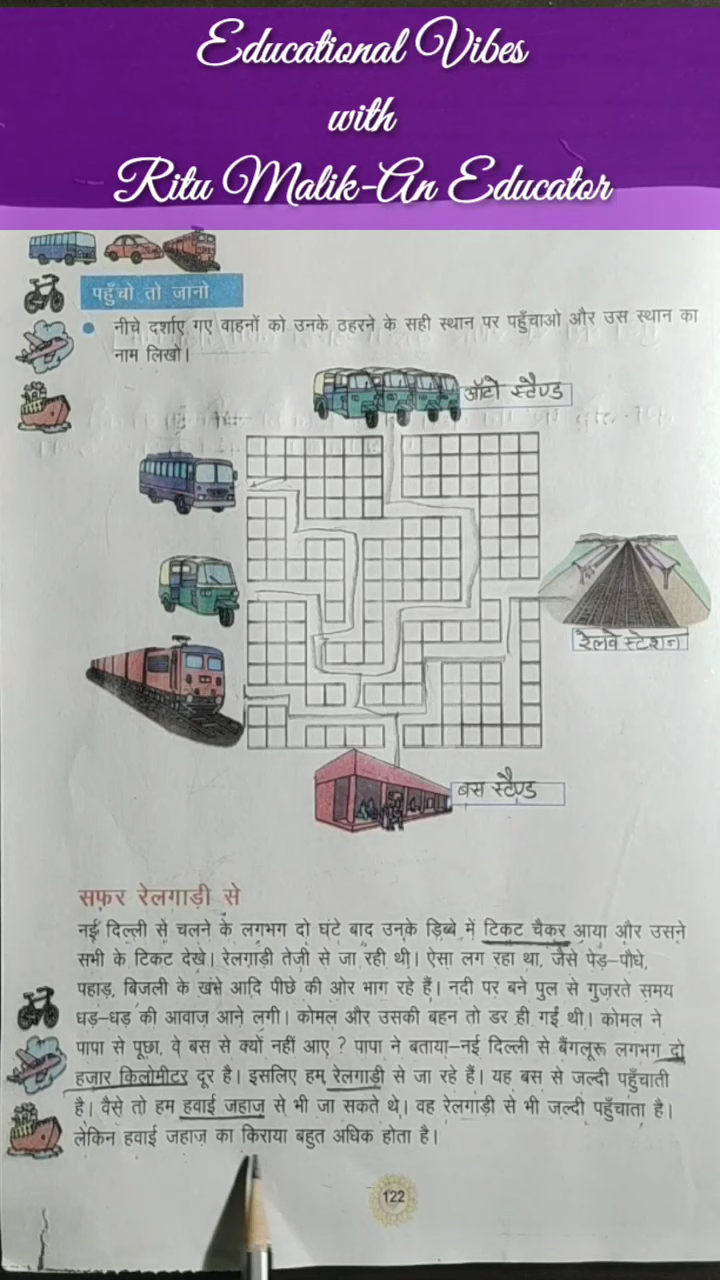 Educational Vibes
with
Ritu Malik-An Educator
पहुँचो तो जानो
नीचे दर्शाए गए वाहनों को उनके ठहरने के सही स्थान पर पहुँचाओ और उस स्थान का
नाम लिखो।
ऑटो स्टैण्ड
रेलवे स्टेशन
बस स्टैण्ड
सफर रेलगाड़ी से
नई दिल्ली से चलने के लगभग दो घंटे बाद उनके डिब्बे में टिकट चैकर आया और उसने
सभी के टिकट देखे। रेलगाड़ी तेज़ी से जा रही थी। ऐसा लग रहा था, जैसे पेड़-पौधे,
पहाड़, बिजली के खंभे आदि पीछे की ओर भाग रहे हैं। नदी पर बने पुल से गुज़रते समय
धड़-धड़ की आवाज़ आने लगी। कोमल और उसकी बहन तो डर ही गईं थी। कोमल ने
पापा से पूछा, वे बस से क्यों नहीं आए ? पापा ने बताया-नई दिल्ली से बैंगलूरू लगभग दो
हज़ार किलोमीटर दूर है। इसलिए हम रेलगाड़ी से जा रहे हैं। यह बस से जल्दी पहुँचाती
है। वैसे तो हम हवाई जहाज़ से भी जा सकते थे। वह रेलगाड़ी से भी जल्दी पहुँचाता है।
लेकिन हवाई जहाज़ का किराया बहुत अधिक होता है।
122